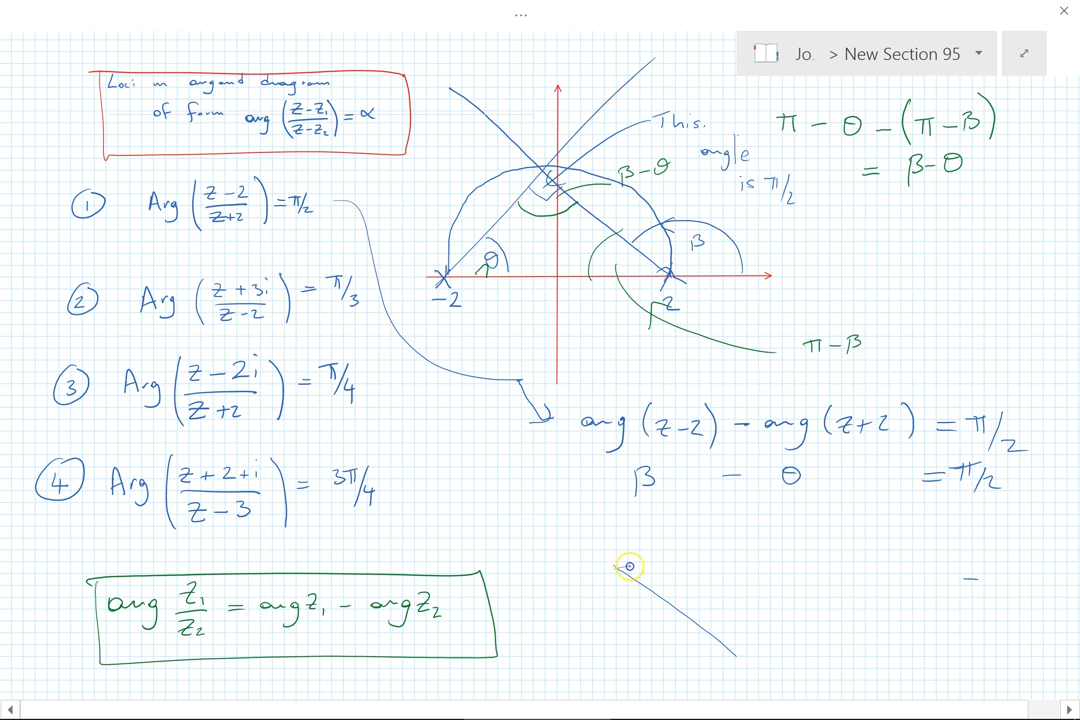 ...
Jo. > New Section 95
Loci in argand diagram
of form arg (z-z₁/z-z₂) = α
① Arg (z-2/z+2) = π/2
② Arg (z+3i/z-2) = π/3
③ Arg (z-2i/z+2) = π/4
④ Arg (z+2+i/z-3) = 3π/4
arg z₁/z₂ = arg z₁ - arg z₂
This.
angle
is π/2
β-θ
θ
β
-2
2
π-β
π - θ - (π-β)
= β-θ
arg (z-2) - arg (z+2) = π/2
β - θ = π/2
-